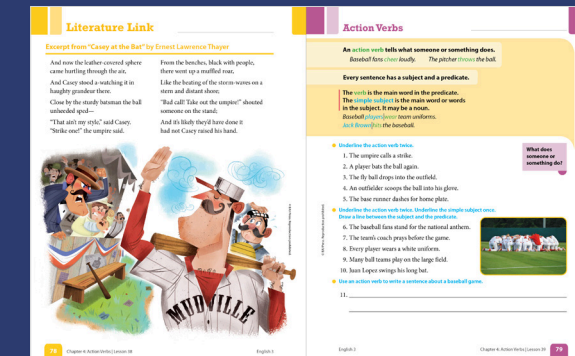 Literature Link
Excerpt from "Casey at the Bat" by Ernest Lawrence Thayer
And now the leather-covered sphere
came hurtling through the air,
And Casey stood a-watching it in
haughty grandeur there.
Close by the sturdy batsman the ball
unheeded sped—
"That ain't my style," said Casey.
"Strike one!" the umpire said.
From the benches, black with people,
there went up a muffled roar,
Like the beating of the storm-waves on a
stern and distant shore;
"Kill him! Kill the umpire!" shouted
someone on the stand;
And it's likely they'd have
had not Casey raised his hand.
MUDVILLE
78
Chapter 4: Action Verbs | Lesson 38
English 3
Action Verbs
An action verb tells what someone or something does.
Baseball fans cheer loudly. The pitcher throws the ball.
Every sentence has a subject and a predicate.
The verb is the main word in the predicate.
The simple subject is the main word or words
in the subject. It may be a noun.
Baseball players wear team uniforms.
hits the baseball.
Underline the action verb twice.
1. The umpire calls a strike.
2. A player bats the ball again.
3. The fly ball drops into the outfield.
4. An outfielder scoops the ball into his glove.
5. The base runner dashes for home plate.
What does
someone or
something do?
Underline the action verb twice. Underline the simple subject once.
Draw a line between the subject and the predicate.
6. The baseball fans stand for the national anthem.
7. The team's coach prays before the game.
8. Every player wears a white uniform.
9. Many ball teams play on the large field.
10. Juan Lopez swings his long bat.
Use an action verb to write a sentence about a baseball game.
11.
English 3
Chapter 4: Action Verbs | Lesson 39
79